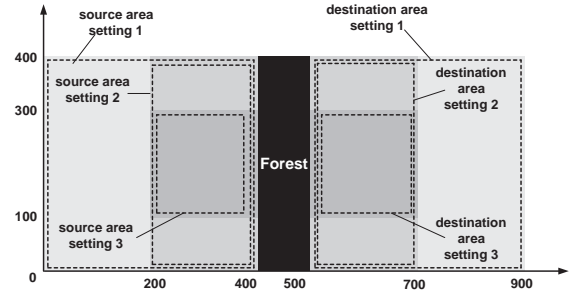 source area
setting 1
destination area
setting 1
400
source area
setting 2
destination
area
setting 2
300
Forest
100
source area
setting 3
destination
area
setting 3
0
200
400
500
700
900